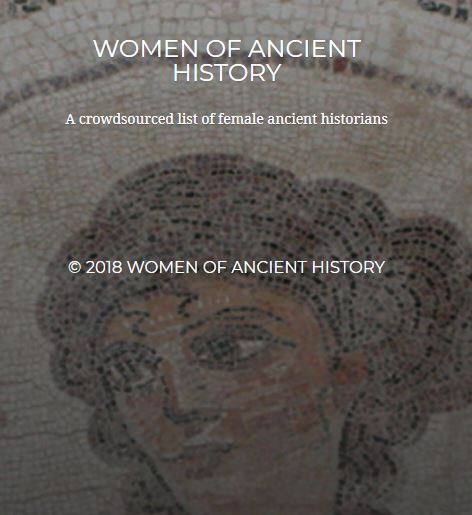 WOMEN OF ANCIENT
HISTORY
A crowdsourced list of female ancient historians
© 2018 WOMEN OF ANCIENT HISTORY